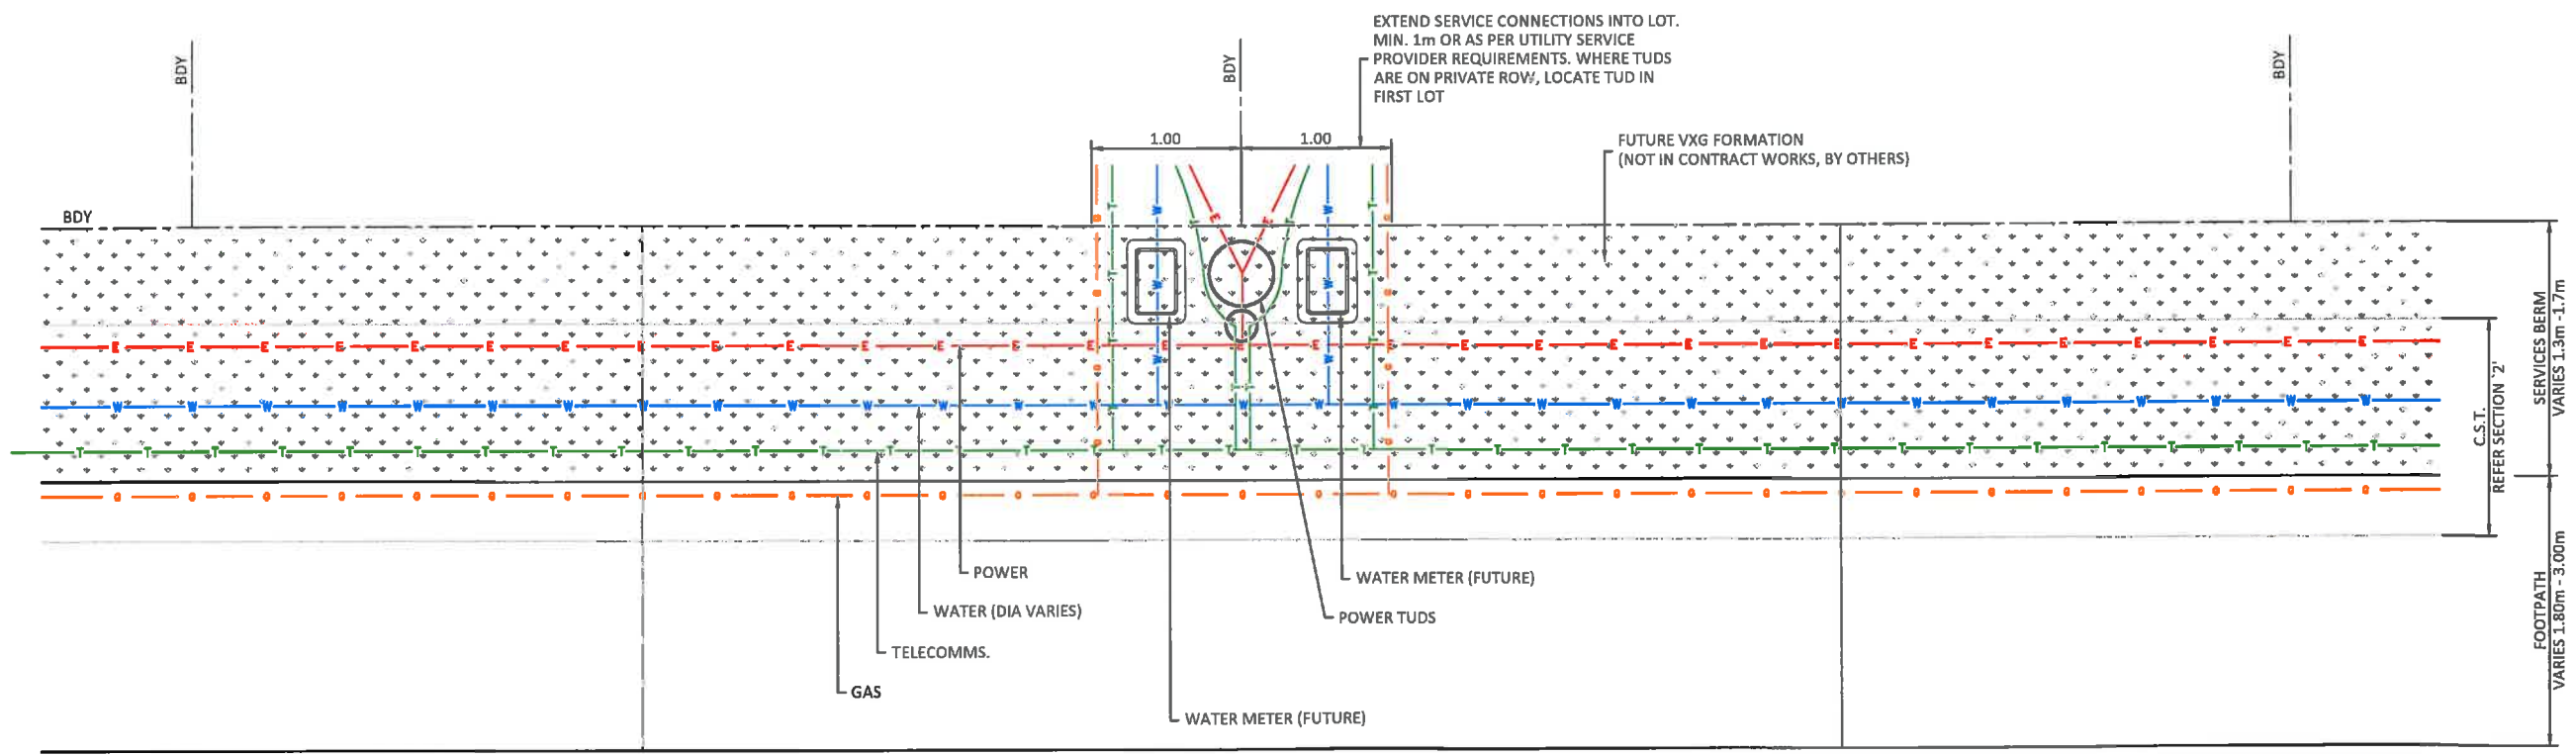 EXTEND SERVICE CONNECTIONS INTO LOT.
MIN. 1m OR AS PER UTILITY SERVICE
PROVIDER REQUIREMENTS. WHERE TUDS
ARE ON PRIVATE ROW, LOCATE TUD IN
FIRST LOT
BDY
BDY
BDY
1.00
1.00
FUTURE VXG FORMATION
(NOT IN CONTRACT WORKS, BY OTHERS)
BDY
SERVICES BERM
VARIES 1.3m -1.7m
C.S.T.
REFER SECTION '2'
FOOTPATH
VARIES 1.80m - 3.00m
POWER
WATER (DIA VARIES)
TELECOMMS.
GAS
WATER METER (FUTURE)
POWER TUDS
WATER METER (FUTURE)